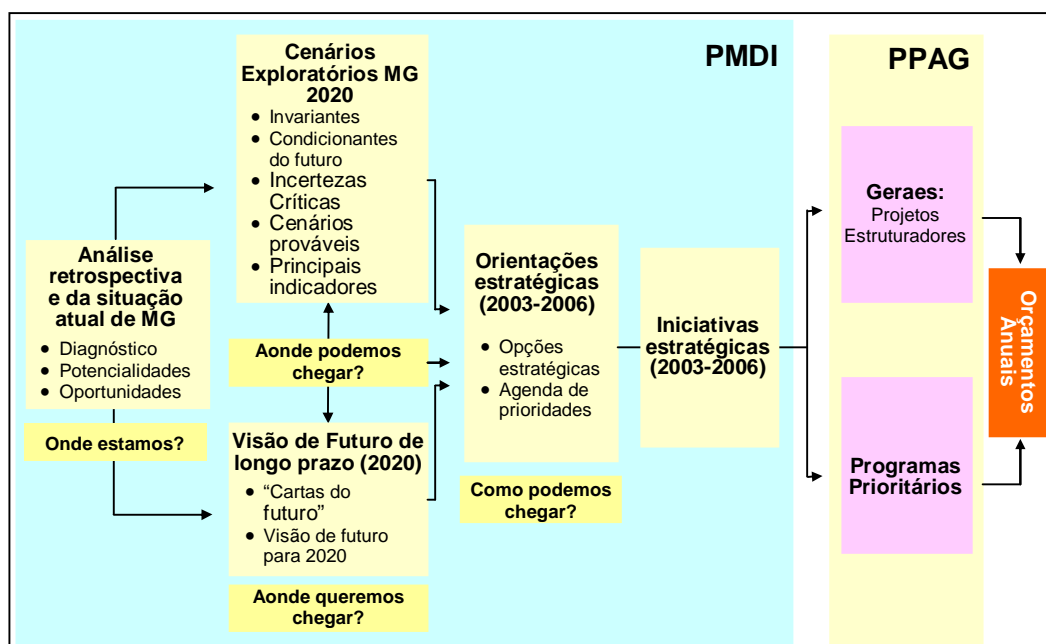 PMDI
PPAG
Análise
retrospectiva
e da situação
atual de MG
• Diagnóstico
• Potencialidades
• Oportunidades
Onde estamos?
Cenários
Exploratórios MG
2020
• Invariantes
• Condicionantes
do futuro
• Incertezas
Críticas
• Cenários
prováveis
• Principais
indicadores
Aonde podemos
chegar?
Visão de Futuro de
longo prazo (2020)
• “Cartas do
futuro”
• Visão de futuro
para 2020
Aonde queremos
chegar?
Orientações
estratégicas
(2003-2006)
• Opções
estratégicas
• Agenda de
prioridades
Como podemos
chegar?
Iniciativas
estratégicas
(2003-2006)
Geraes:
Projetos
Estruturadores
Programas
Prioritários
Orçamentos
Anuais